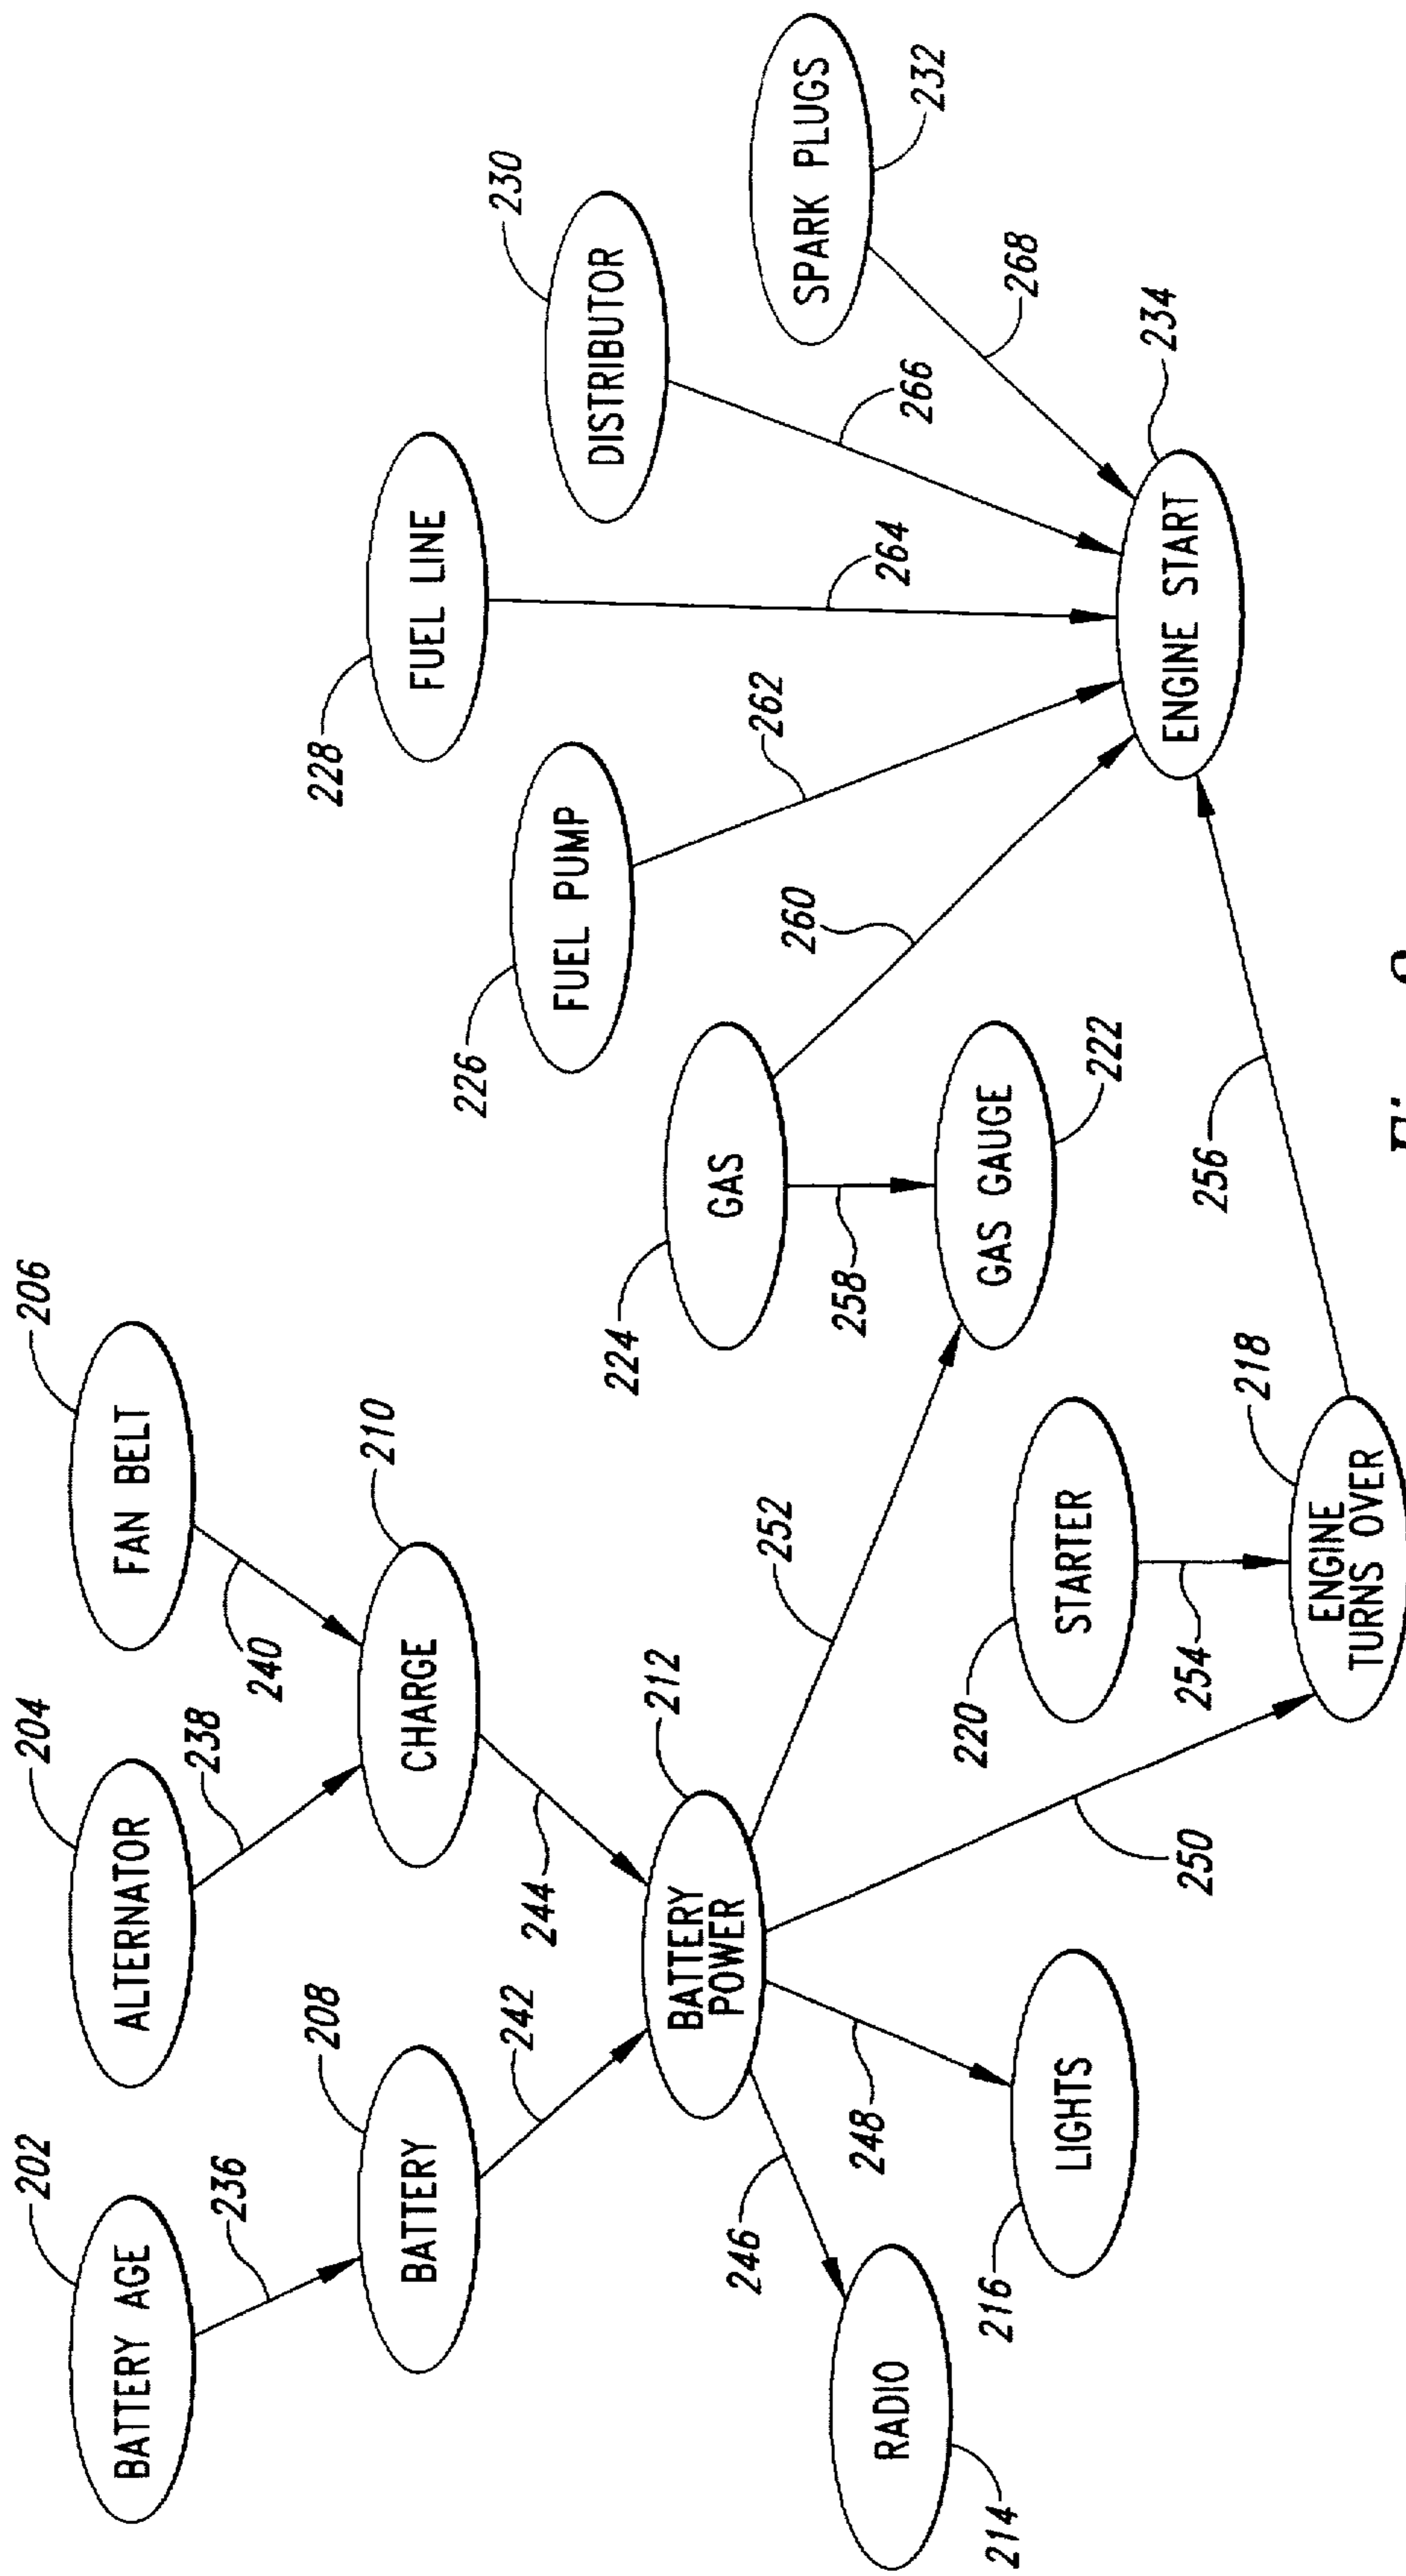 202
204
206
BATTERY AGE
ALTERNATOR
FAN BELT
236
238
240
208
210
BATTERY
CHARGE
242
244
212
BATTERY
POWER
246
248
250
252
RADIO
214
LIGHTS
216
STARTER
220
254
ENGINE
TURNS OVER
218
256
GAS
224
258
GAS GAUGE
222
260
FUEL PUMP
226
262
FUEL LINE
228
264
DISTRIBUTOR
230
266
SPARK PLUGS
232
268
ENGINE START
234